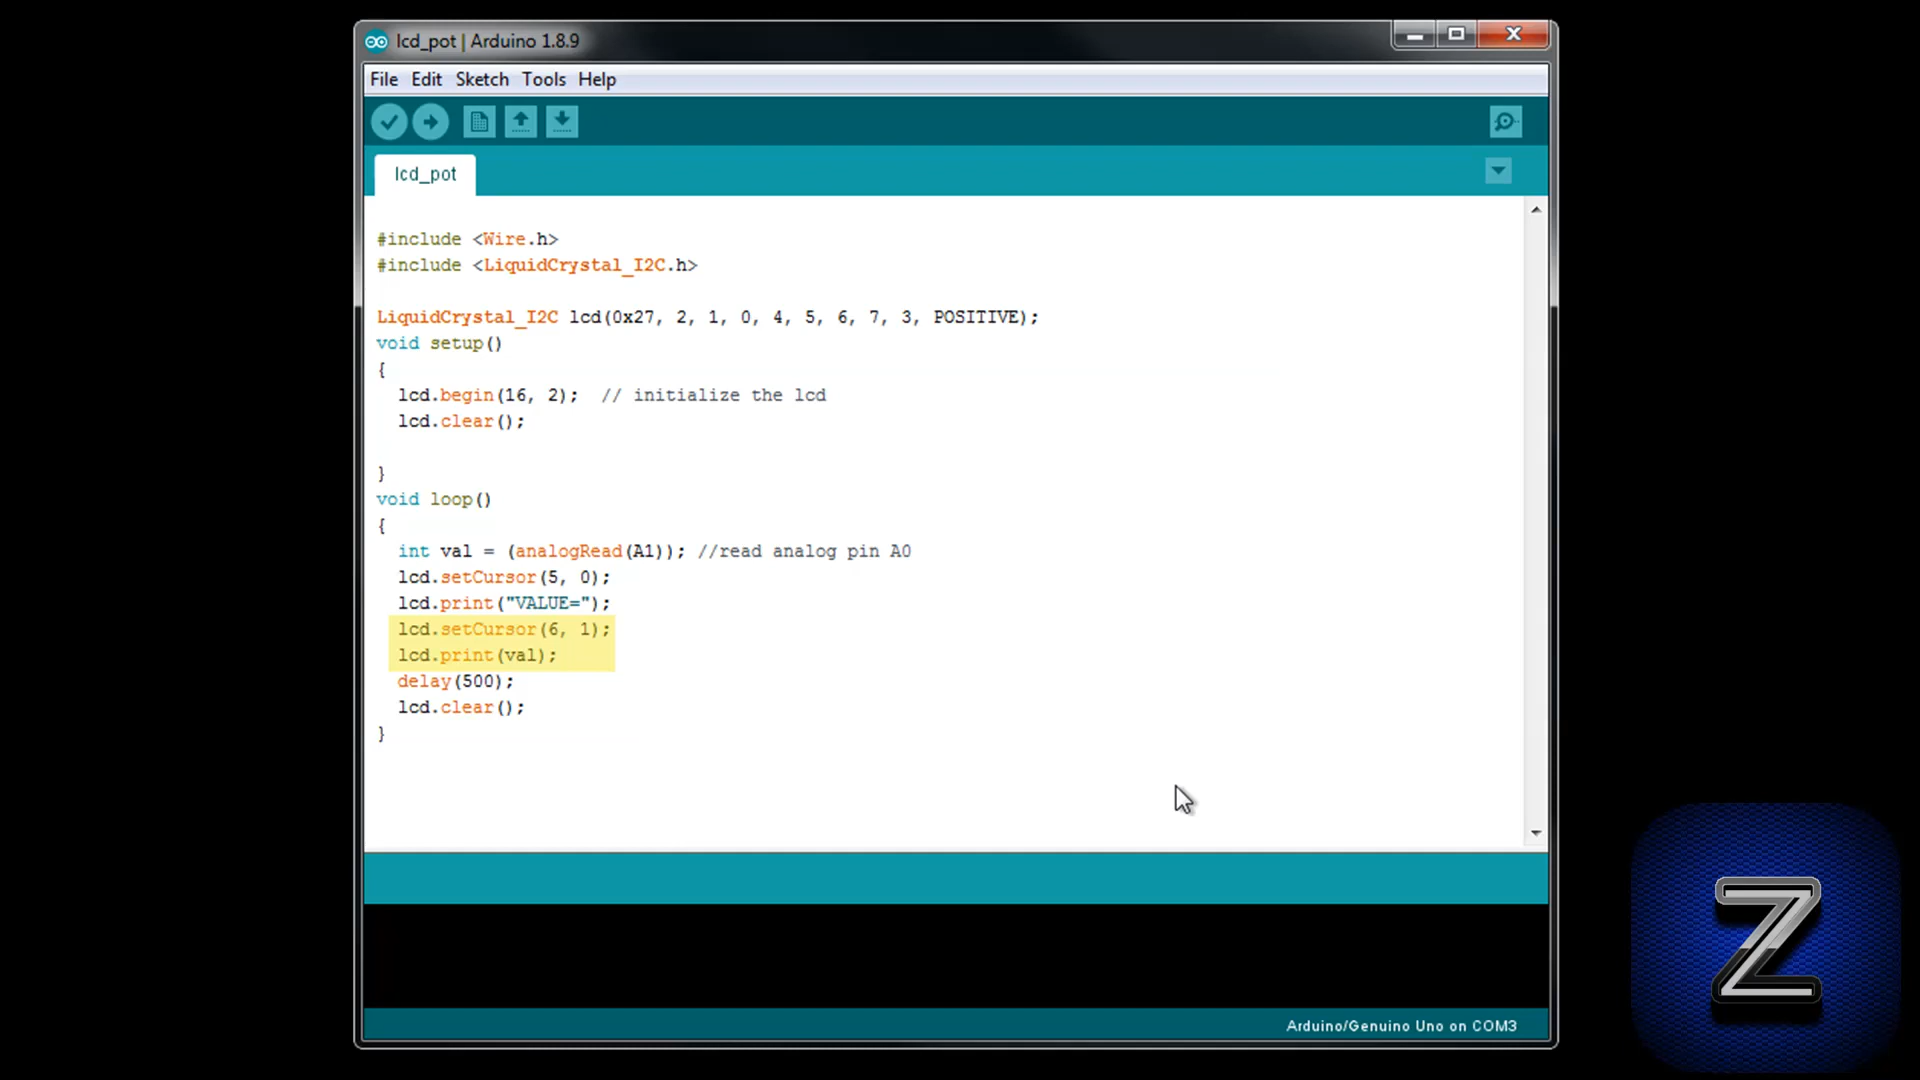 lcd_pot | Arduino 1.8.9
File Edit Sketch Tools Help
lcd_pot
#include <Wire.h>
#include <LiquidCrystal_I2C.h>
LiquidCrystal_I2C lcd(0x27, 2, 1, 0, 4, 5, 6, 7, 3, POSITIVE);
void setup()
{
  lcd.begin(16, 2);  // initialize the lcd
  lcd.clear();
}
void loop()
{
  int val = (analogRead(A1)); //read analog pin A0
  lcd.setCursor(5, 0);
  lcd.print("VALUE=");
  lcd.setCursor(6, 1);
  lcd.print(val);
  delay(500);
  lcd.clear();
}
Arduino/Genuino Uno on COM3
Z